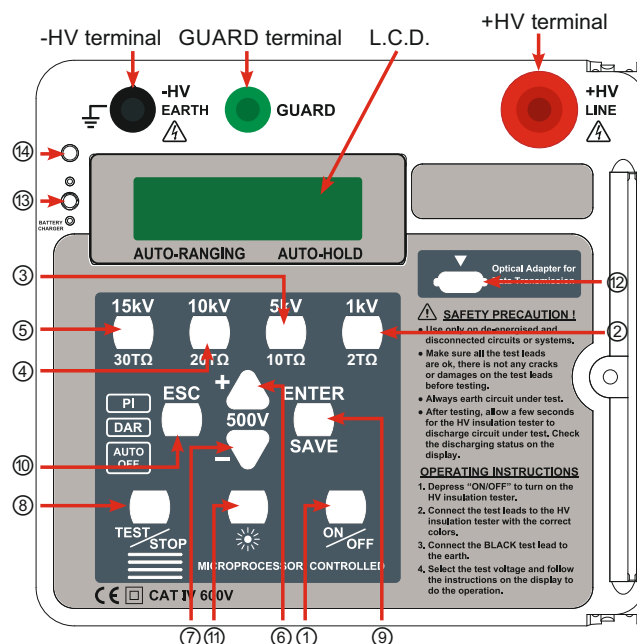 -HV terminal
GUARD terminal
L.C.D.
+HV terminal
-HV
EARTH
GUARD
+HV
LINE
⑭
⑬
BATTERY
CHARGER
AUTO-RANGING
AUTO-HOLD
③
⑤
④
②
⑫
15kV
10kV
5kV
1kV
30TΩ
20TΩ
10TΩ
2TΩ
Optical Adapter for
Data Transmission
SAFETY PRECAUTION !
• Use only on de-energised and
disconnected circuits or systems.
• Make sure all the test leads
are ok, there is not any cracks
or damages on the test leads
before testing.
• Always earth circuit under test.
• After testing, allow a few seconds
for the HV insulation tester to
discharge circuit under test. Check
the discharging status on the
display.
OPERATING INSTRUCTIONS
1. Depress "ON/OFF" to turn on the
HV insulation tester.
2. Connect the test leads to the HV
insulation tester with the correct
colors.
3. Connect the BLACK test lead to
the earth.
4. Select the test voltage and follow
the instructions on the display to
do the operation.
PI
DAR
AUTO
OFF
ESC
+
500V
–
ENTER
SAVE
⑩
⑧
TEST
STOP
ON
OFF
MICROPROCESSOR CONTROLLED
CE CAT IV 600V
⑦
⑪
⑥
①
⑨